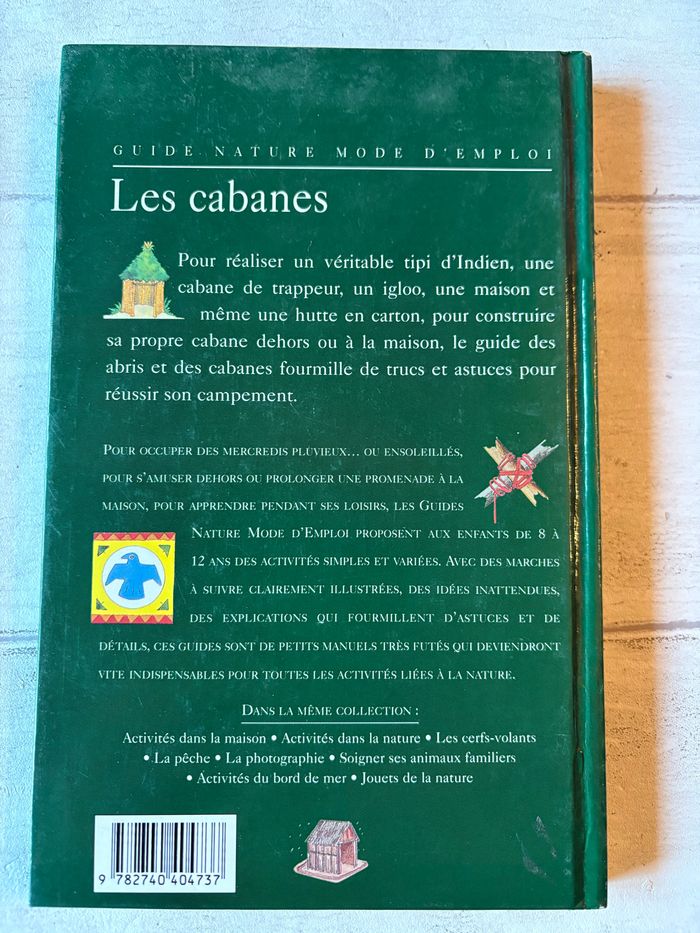 GUIDE NATURE MODE D'EMPLOI
Les cabanes
Pour réaliser un véritable tipi d'Indien, une
cabane de trappeur, un igloo, une maison et
même une hutte en carton, pour construire
sa propre cabane dehors ou à la maison, le guide des
abris et des cabanes fourmille de trucs et astuces pour
réussir son campement.
POUR OCCUPER DES MERCREDIS PLUVIEUX... OU ENSOLEILLÉS,
POUR S'AMUSER DEHORS OU PROLONGER UNE PROMENADE À LA
MAISON, POUR APPRENDRE PENDANT SES LOISIRS, LES GUIDES
NATURE MODE D'EMPLOI PROPOSENT AUX ENFANTS DE 8 À
12 ANS DES ACTIVITÉS SIMPLES ET VARIÉES. AVEC DES MARCHES
À SUIVRE CLAIREMENT ILLUSTRÉES, DES IDÉES INATTENDUES,
DES EXPLICATIONS QUI FOURMILLENT D'ASTUCES ET DE
DÉTAILS, CES GUIDES SONT DE PETITS MANUELS TRÈS FUTÉS QUI DEVIENDRONT
VITE INDISPENSABLES POUR TOUTES LES ACTIVITÉS LIÉES À LA NATURE.
DANS LA MÊME COLLECTION :
Activités dans la maison • Activités dans la nature • Les cerfs-volants
• La pêche • La photographie • Soigner ses animaux familiers
• Activités du bord de mer • Jouets de la nature
9 782740 404737